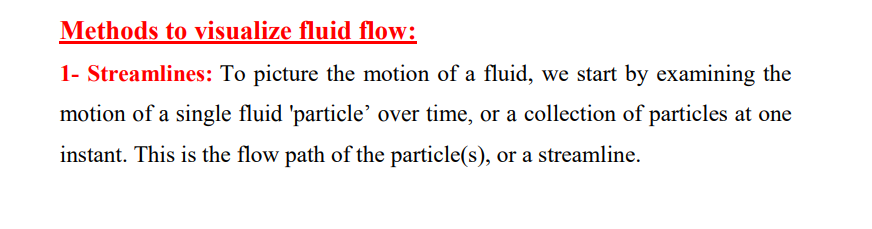 Methods to visualize fluid flow:
1- Streamlines: To picture the motion of a fluid, we start by examining the
motion of a single fluid 'particle’ over time, or a collection of particles at one
instant. This is the flow path of the particle(s), or a streamline.